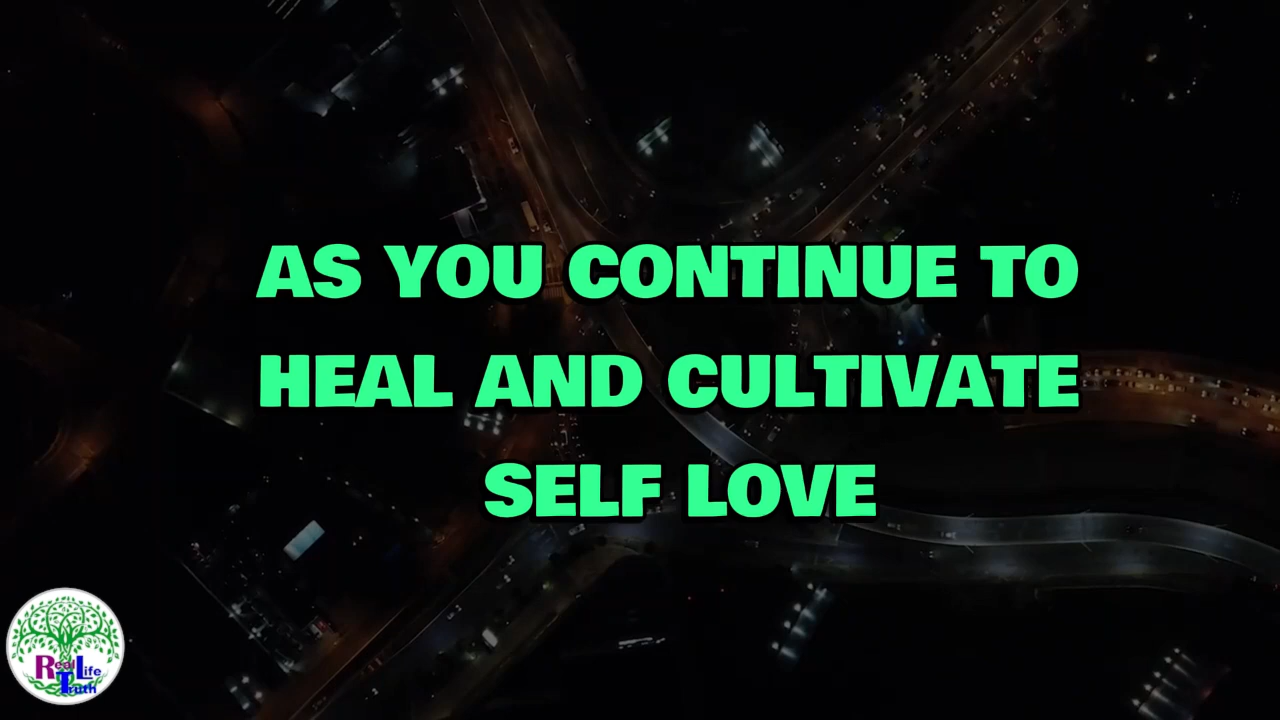 AS YOU CONTINUE TO
HEAL AND CULTIVATE
SELF LOVE
Real Life
Truth